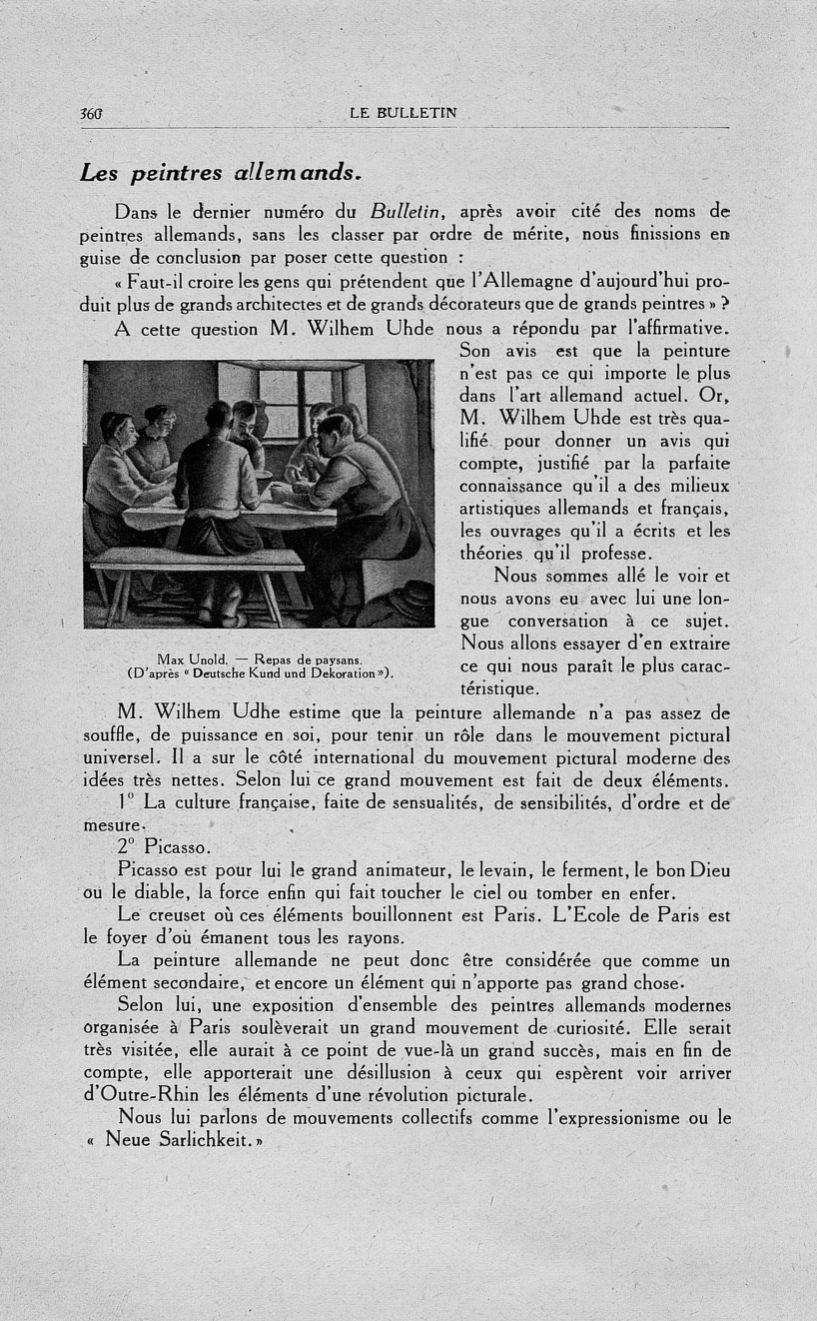 360
LE BULLETIN
Les peintres allemands.
Dans le dernier numéro du Bulletin, après avoir cité des noms de
peintres allemands, sans les classer par ordre de mérite, nous finissions en
guise de conclusion par poser cette question :
« Faut-il croire les gens qui prétendent que l'Allemagne d'aujourd'hui pro-
duit plus de grands architectes et de grands décorateurs que de grands peintres » ?
A cette question M. Wilhem Uhde nous a répondu par l'affirmative.
Son avis est que la peinture
n'est pas ce qui importe le plus
dans l'art allemand actuel. Or,
M. Wilhem Uhde est très qua-
lifié pour donner un avis qui
compte, justifié par la parfaite
connaissance qu'il a des milieux
artistiques allemands et français,
les ouvrages qu'il a écrits et les
théories qu'il professe.
Nous sommes allé le voir et
nous avons eu avec lui une lon-
gue conversation à ce sujet.
Nous allons essayer d'en extraire
ce qui nous paraît le plus carac-
téristique.
Max Unold. — Repas de paysans.
(D'après " Deutsche Kund und Dekoration »).
M. Wilhem Udhe estime que la peinture allemande n'a pas assez de
souffle, de puissance en soi, pour tenir un rôle dans le mouvement pictural
universel. Il a sur le côté international du mouvement pictural moderne des
idées très nettes. Selon lui ce grand mouvement est fait de deux éléments.
1° La culture française, faite de sensualités, de sensibilités, d'ordre et de
mesure.
2° Picasso.
Picasso est pour lui le grand animateur, le levain, le ferment, le bon Dieu
ou le diable, la force enfin qui fait toucher le ciel ou tomber en enfer.
Le creuset où ces éléments bouillonnent est Paris. L'Ecole de Paris est
le foyer d'où émanent tous les rayons.
La peinture allemande ne peut donc être considérée que comme un
élément secondaire, et encore un élément qui n'apporte pas grand chose.
Selon lui, une exposition d'ensemble des peintres allemands modernes
organisée à Paris soulèverait un grand mouvement de curiosité. Elle serait
très visitée, elle aurait à ce point de vue-là un grand succès, mais en fin de
compte, elle apporterait une désillusion à ceux qui espèrent voir arriver
d'Outre-Rhin les éléments d'une révolution picturale.
Nous lui parlons de mouvements collectifs comme l'expressionisme ou le
« Neue Sarlichkeit. »